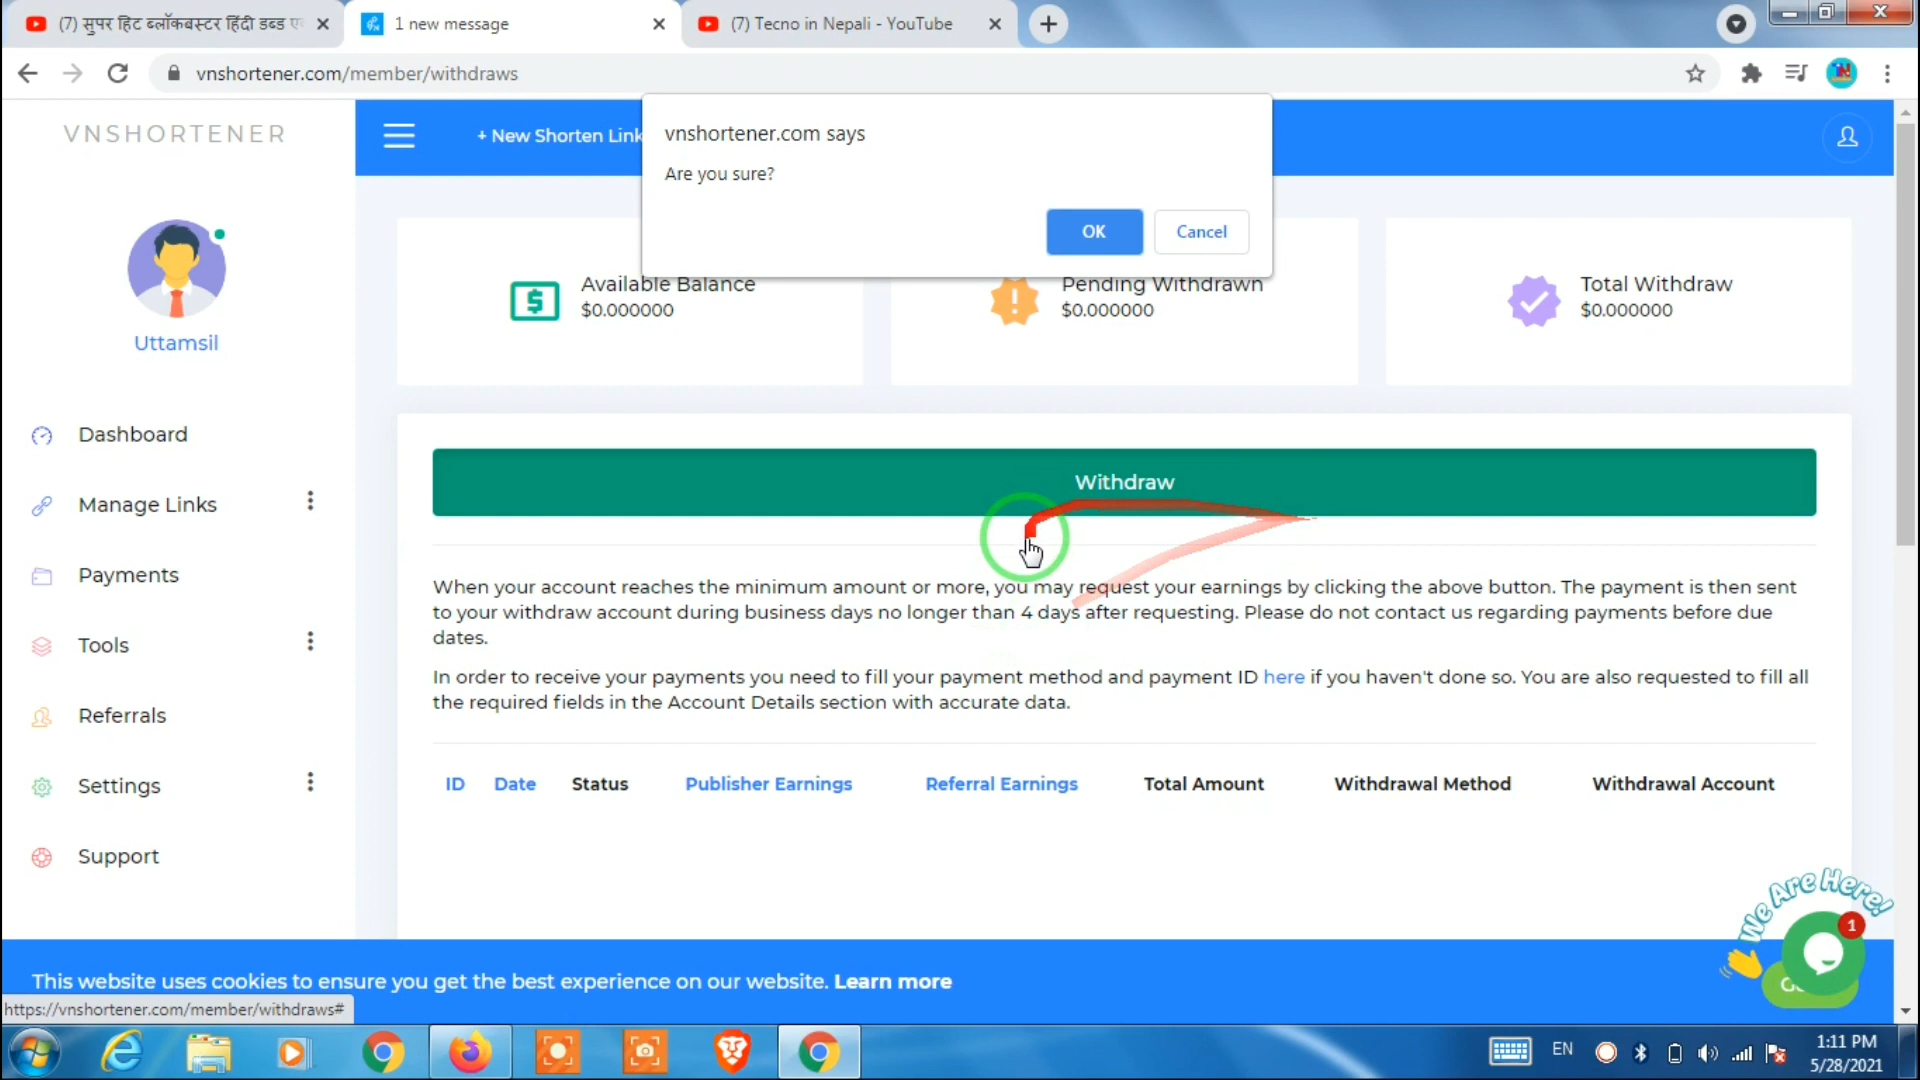 (7) सुपर हिट ब्लॉकबस्टर हिंदी डब्ड
1 new message
(7) Tecno in Nepali - YouTube
vnshortener.com/member/withdraws
VNSHORTENER
+ New Shorten Link
vnshortener.com says
Are you sure?
OK
Cancel
Available Balance
$0.000000
Pending Withdrawn
$0.000000
Total Withdraw
$0.000000
Uttamsil
Dashboard
Manage Links
Payments
Tools
Referrals
Settings
Support
Withdraw
When your account reaches the minimum amount or more, you may request your earnings by clicking the above button. The payment is then sent
to your withdraw account during business days no longer than 4 days after requesting. Please do not contact us regarding payments before due
dates.
In order to receive your payments you need to fill your payment method and payment ID here if you haven't done so. You are also requested to fill all
the required fields in the Account Details section with accurate data.
ID Date Status Publisher Earnings Referral Earnings Total Amount Withdrawal Method Withdrawal Account
We Are Here!
1
This website uses cookies to ensure you get the best experience on our website. Learn more
https://vnshortener.com/member/withdraws#
EN
1:11 PM
5/28/2021